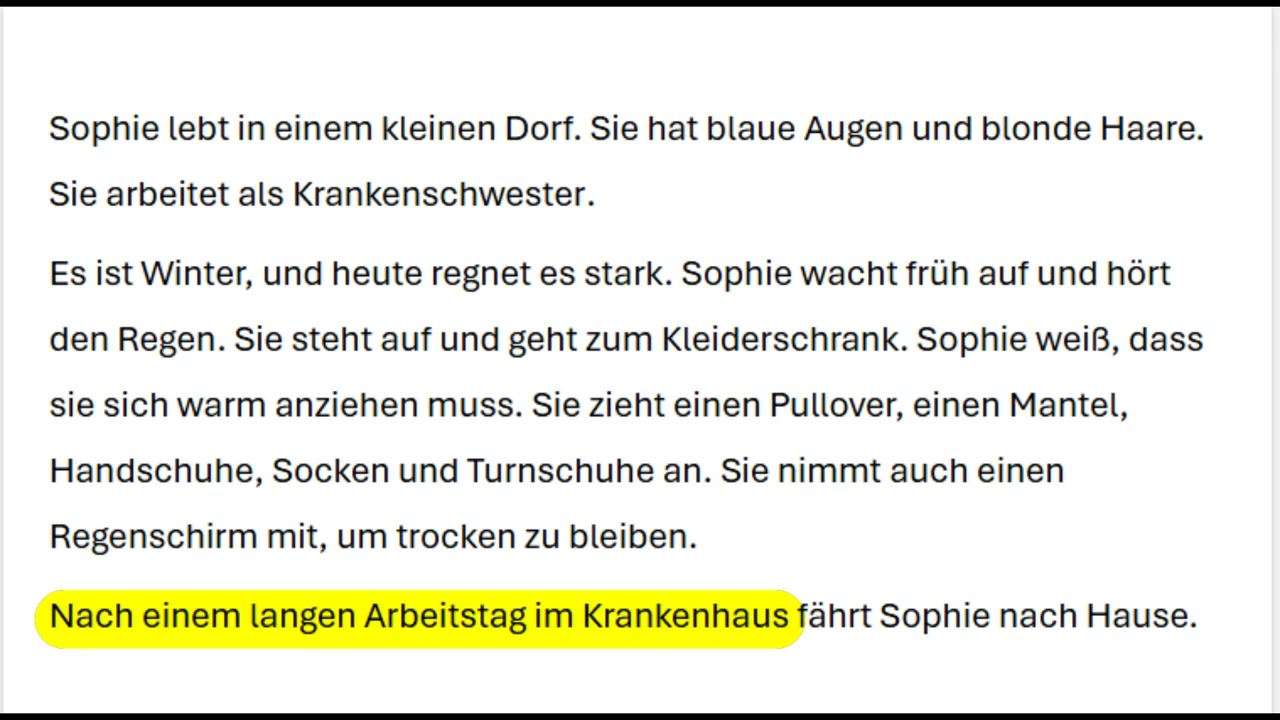 Sophie lebt in einem kleinen Dorf. Sie hat blaue Augen und blonde Haare.
Sie arbeitet als Krankenschwester.
Es ist Winter, und heute regnet es stark. Sophie wacht früh auf und hört
den Regen. Sie steht auf und geht zum Kleiderschrank. Sophie weiß, dass
sie sich warm anziehen muss. Sie zieht einen Pullover, einen Mantel,
Handschuhe, Socken und Turnschuhe an. Sie nimmt auch einen
Regenschirm mit, um trocken zu bleiben.
Nach einem langen Arbeitstag im Krankenhaus fährt Sophie nach Hause.